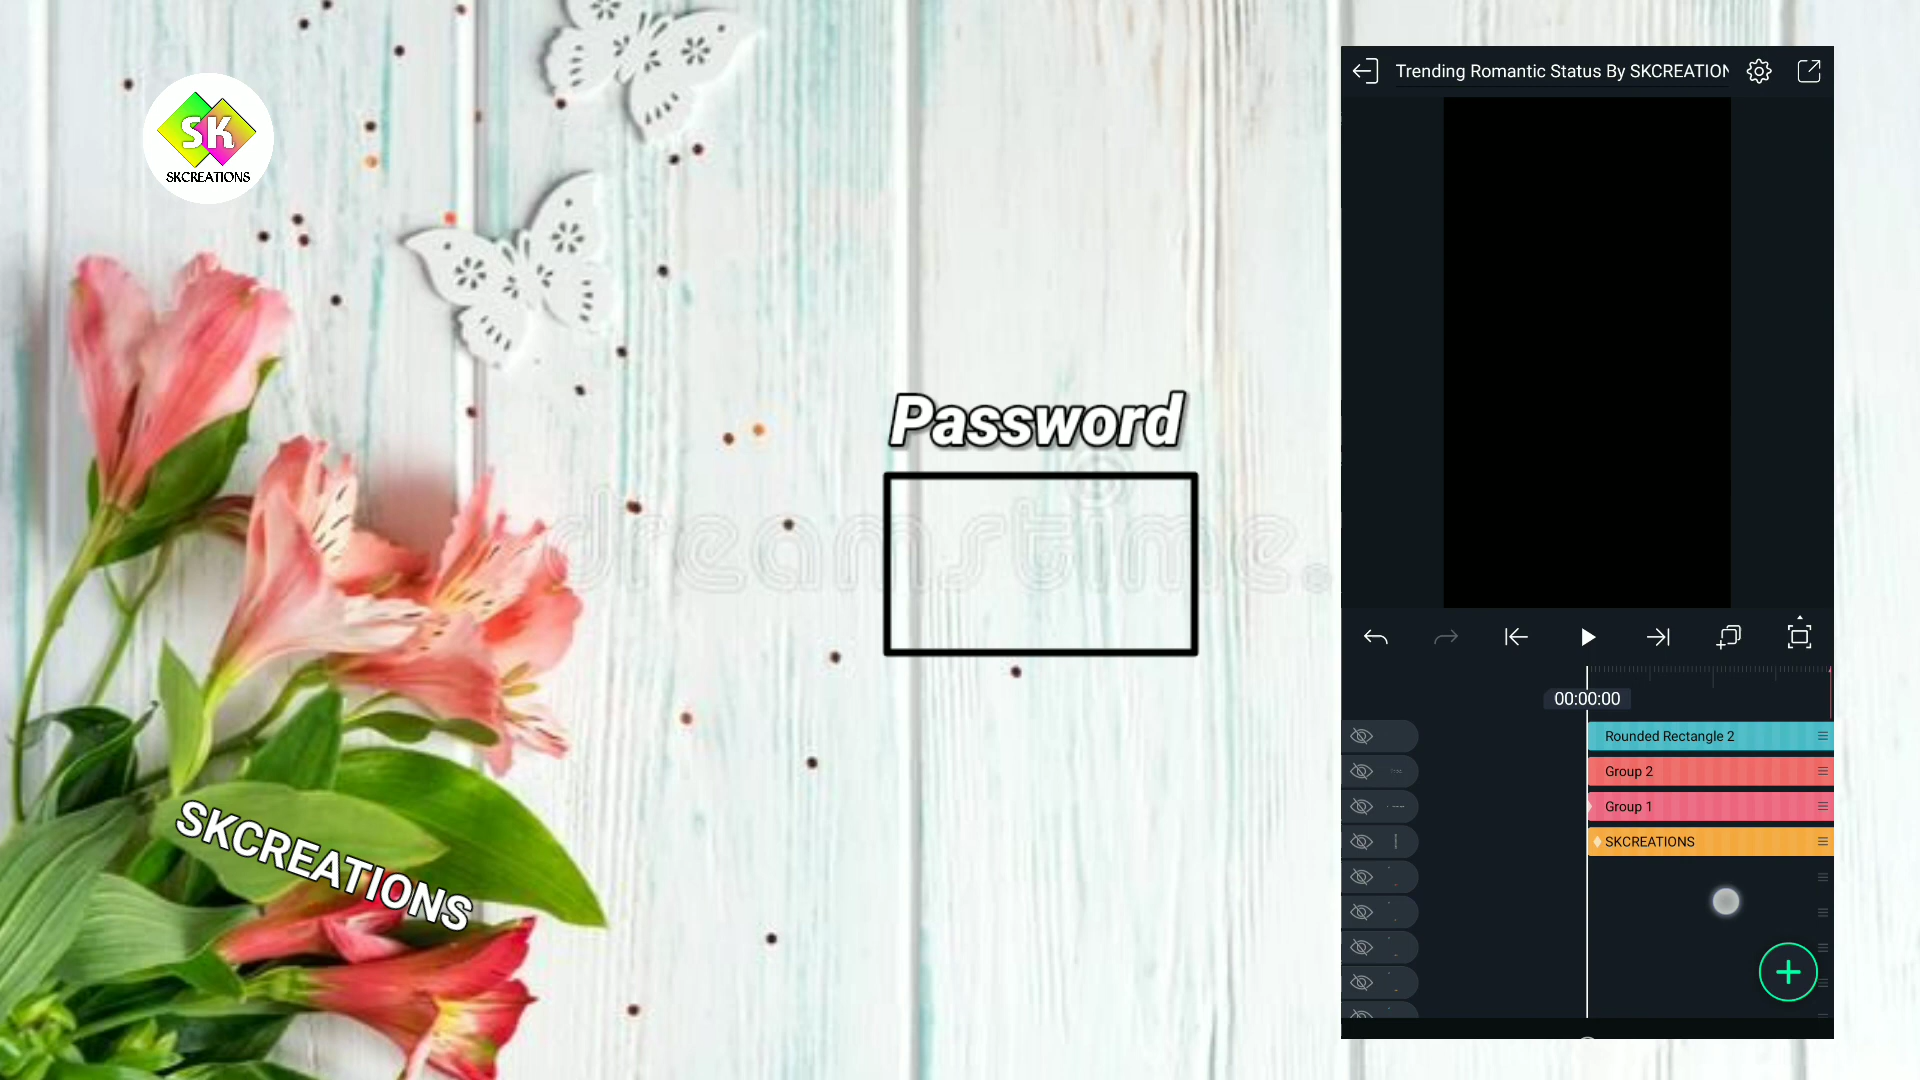 SK
SKCREATIONS
Password
dreamstime.
SKCREATIONS
Trending Romantic Status By SKCREATION
00:00:00
Rounded Rectangle 2
Group 2
Group 1
SKCREATIONS